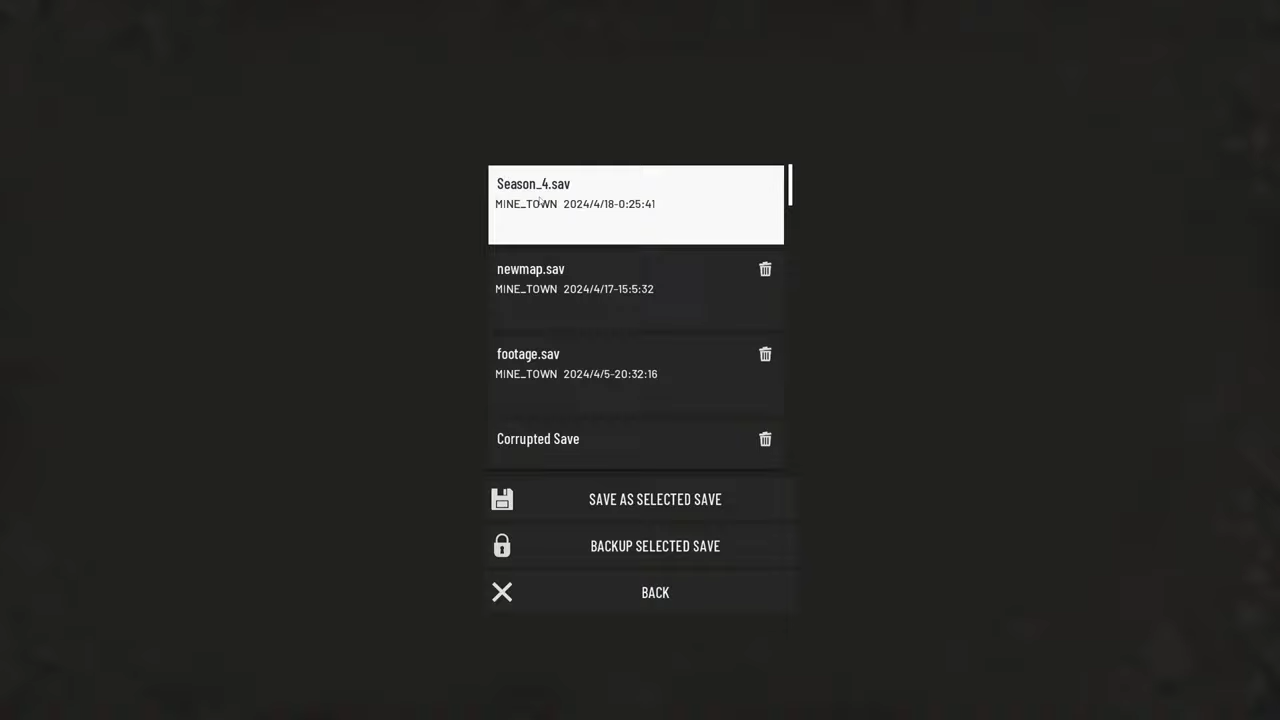 Season_4.sav
MINE_TOWN 2024/4/18-0:25:41
newmap.sav
MINE_TOWN 2024/4/17-15:5:32
footage.sav
MINE_TOWN 2024/4/5-20:32:16
Corrupted Save
SAVE AS SELECTED SAVE
BACKUP SELECTED SAVE
BACK